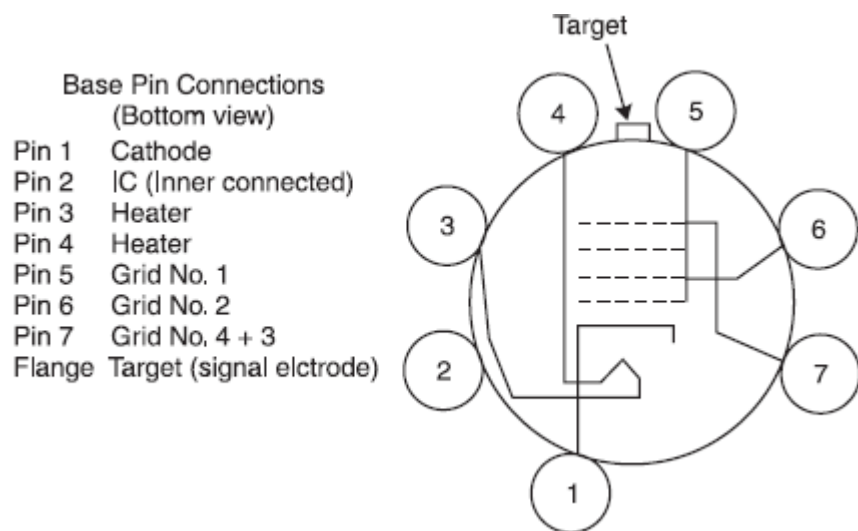 Target
Base Pin Connections
(Bottom view)
Pin 1 Cathode
Pin 2 IC (Inner connected)
Pin 3 Heater
Pin 4 Heater
Pin 5 Grid No. 1
Pin 6 Grid No. 2
Pin 7 Grid No. 4 + 3
Flange Target (signal elctrode)
4
5
3
6
2
7
1